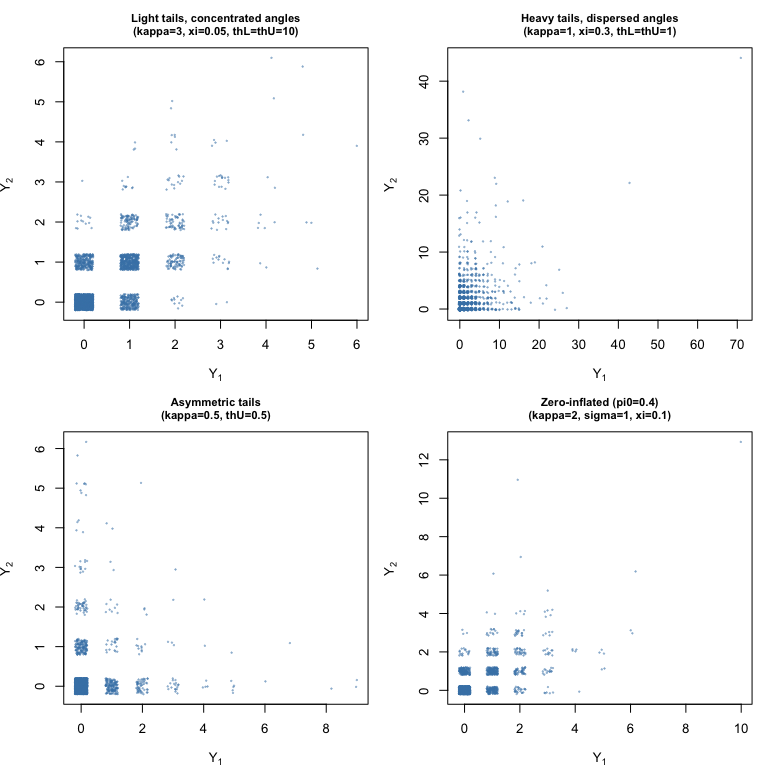 Light tails, concentrated angles
(kappa=3, xi=0.05, thL=thU=10)
Y2
6
5
4
3
2
1
0
0 1 2 3 4 5 6
Y1
Heavy tails, dispersed angles
(kappa=1, xi=0.3, thL=thU=1)
Y2
40
30
20
10
0
0 10 20 30 40 50 60 70
Y1
Asymmetric tails
(kappa=0.5, thU=0.5)
Y2
6
5
4
3
2
1
0
0 2 4 6 8
Y1
Zero-inflated (pi0=0.4)
(kappa=2, sigma=1, xi=0.1)
Y2
12
10
8
6
4
2
0
0 2 4 6 8 10
Y1